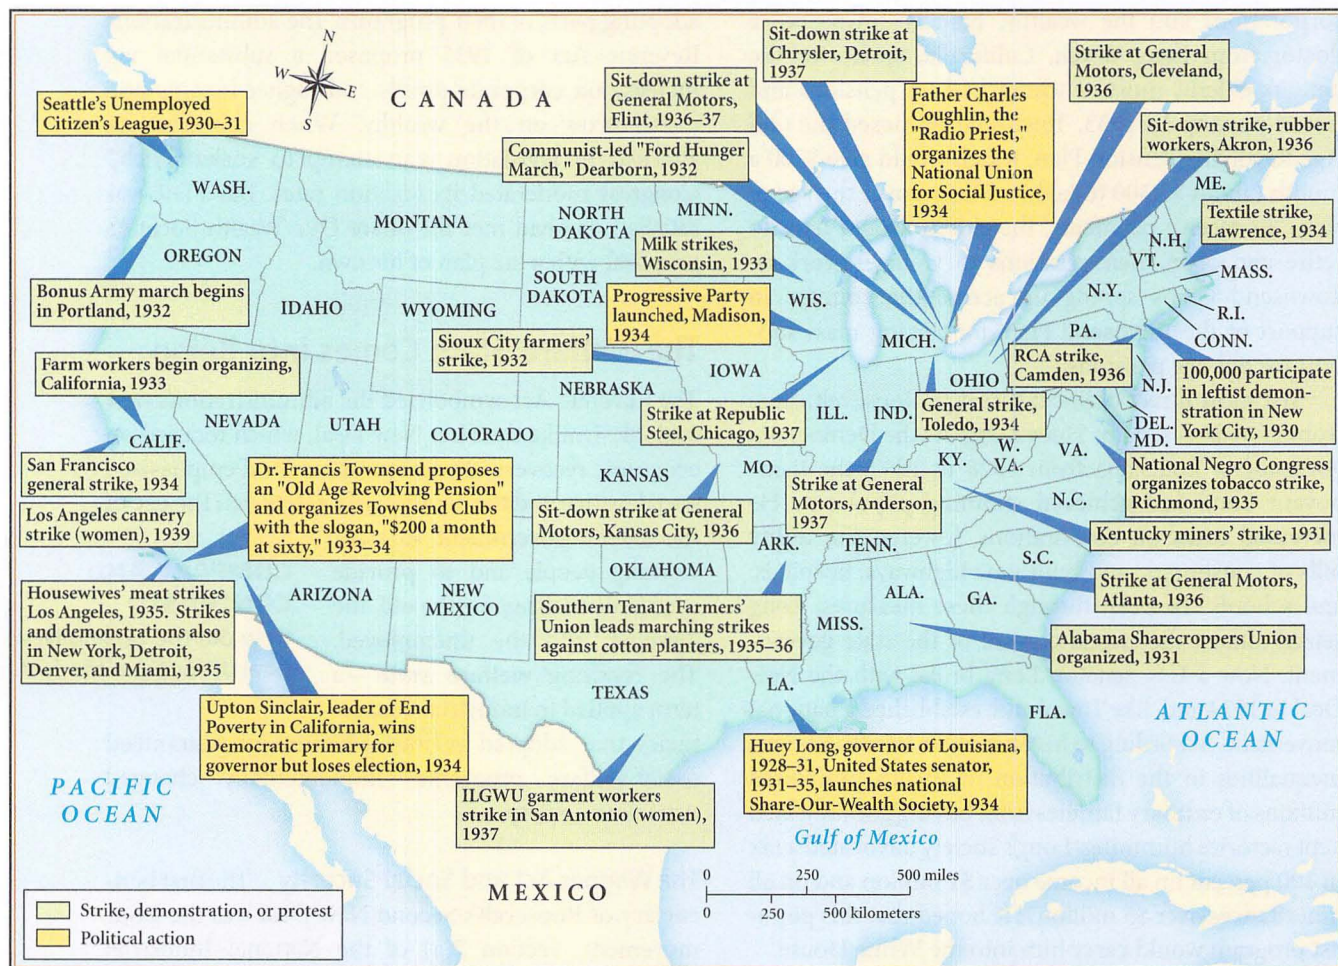 N
W
E
S
CANADA
Seattle's Unemployed
Citizen's League, 1930–31
Sit-down strike at
General Motors,
Flint, 1936–37
Sit-down strike at
Chrysler, Detroit,
1937
Father Charles
Coughlin, the
"Radio Priest,"
organizes the
National Union
for Social Justice,
1934
Strike at General
Motors, Cleveland,
1936
Sit-down strike, rubber
workers, Akron, 1936
Communist-led "Ford Hunger
March," Dearborn, 1932
WASH.
MONTANA
NORTH
DAKOTA
MINN.
ME.
Textile strike,
Lawrence, 1934
OREGON
Milk strikes,
Wisconsin, 1933
N.H.
VT.
MASS.
Bonus Army march begins
in Portland, 1932
IDAHO
WYOMING
SOUTH
DAKOTA
Progressive Party
launched, Madison,
1934
WIS.
N.Y.
R.I.
CONN.
Sioux City farmers'
strike, 1932
MICH.
PA.
Farm workers begin organizing,
California, 1933
NEBRASKA
IOWA
OHIO
RCA strike,
Camden, 1936
N.J.
100,000 participate
in leftist demon-
stration in New
York City, 1930
NEVADA
UTAH
COLORADO
Strike at Republic
Steel, Chicago, 1937
ILL.
IND.
General strike,
Toledo, 1934
DEL.
MD.
CALIF.
W.
VA.
VA.
KY.
San Francisco
general strike, 1934
Dr. Francis Townsend proposes
an "Old Age Revolving Pension"
and organizes Townsend Clubs
with the slogan, "$200 a month
at sixty," 1933–34
KANSAS
MO.
Strike at General
Motors, Anderson,
1937
National Negro Congress
organizes tobacco strike,
Richmond, 1935
N.C.
Los Angeles cannery
strike (women), 1939
Sit-down strike at General
Motors, Kansas City, 1936
Kentucky miners' strike, 1931
ARK.
TENN.
S.C.
Housewives' meat strikes
Los Angeles, 1935. Strikes
and demonstrations also
in New York, Detroit,
Denver, and Miami, 1935
ARIZONA
NEW
MEXICO
OKLAHOMA
Strike at General Motors,
Atlanta, 1936
ALA.
GA.
Southern Tenant Farmers'
Union leads marching strikes
against cotton planters, 1935–36
MISS.
Alabama Sharecroppers Union
organized, 1931
TEXAS
LA.
FLA.
ATLANTIC
OCEAN
Upton Sinclair, leader of End
Poverty in California, wins
Democratic primary for
governor but loses election, 1934
Huey Long, governor of Louisiana,
1928–31, United States senator,
1931–35, launches national
Share-Our-Wealth Society, 1934
PACIFIC
OCEAN
ILGWU garment workers
strike in San Antonio (women),
1937
Gulf of Mexico
MEXICO
0 250 500 miles
0 250 500 kilometers
Strike, demonstration, or protest
Political action